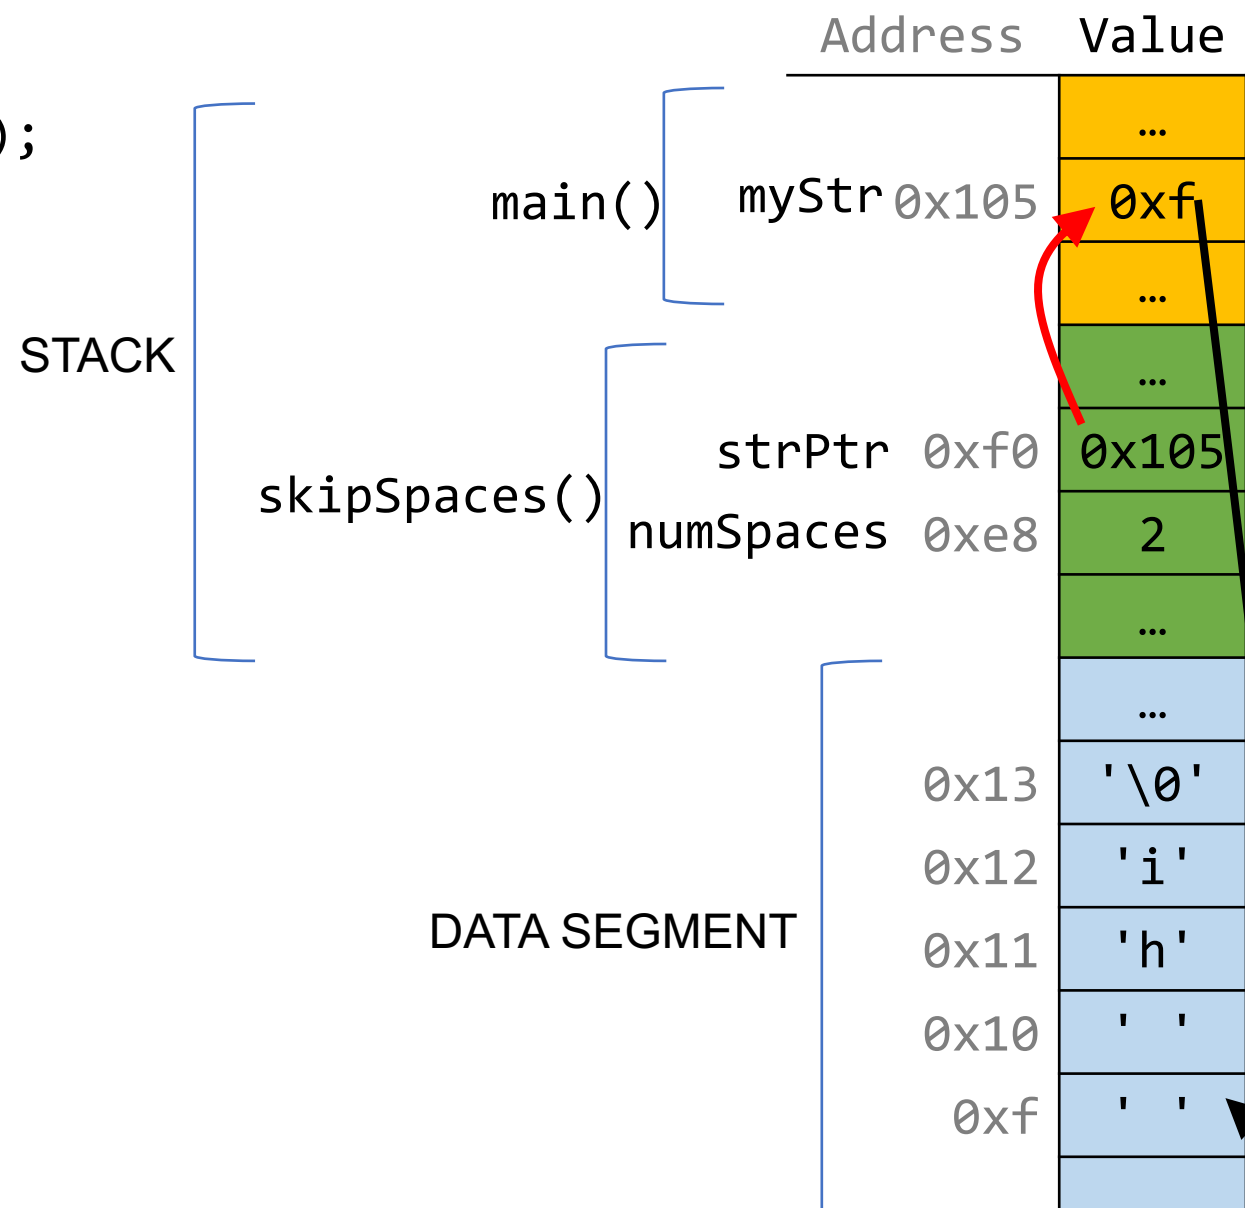 Address Value
…
);
main() myStr 0x105 0xf
…
STACK
…
strPtr 0xf0 0x105
skipSpaces()
numSpaces 0xe8 2
…
…
0x13 '\0'
0x12 'i'
DATA SEGMENT
0x11 'h'
0x10 ' '
0xf ' '